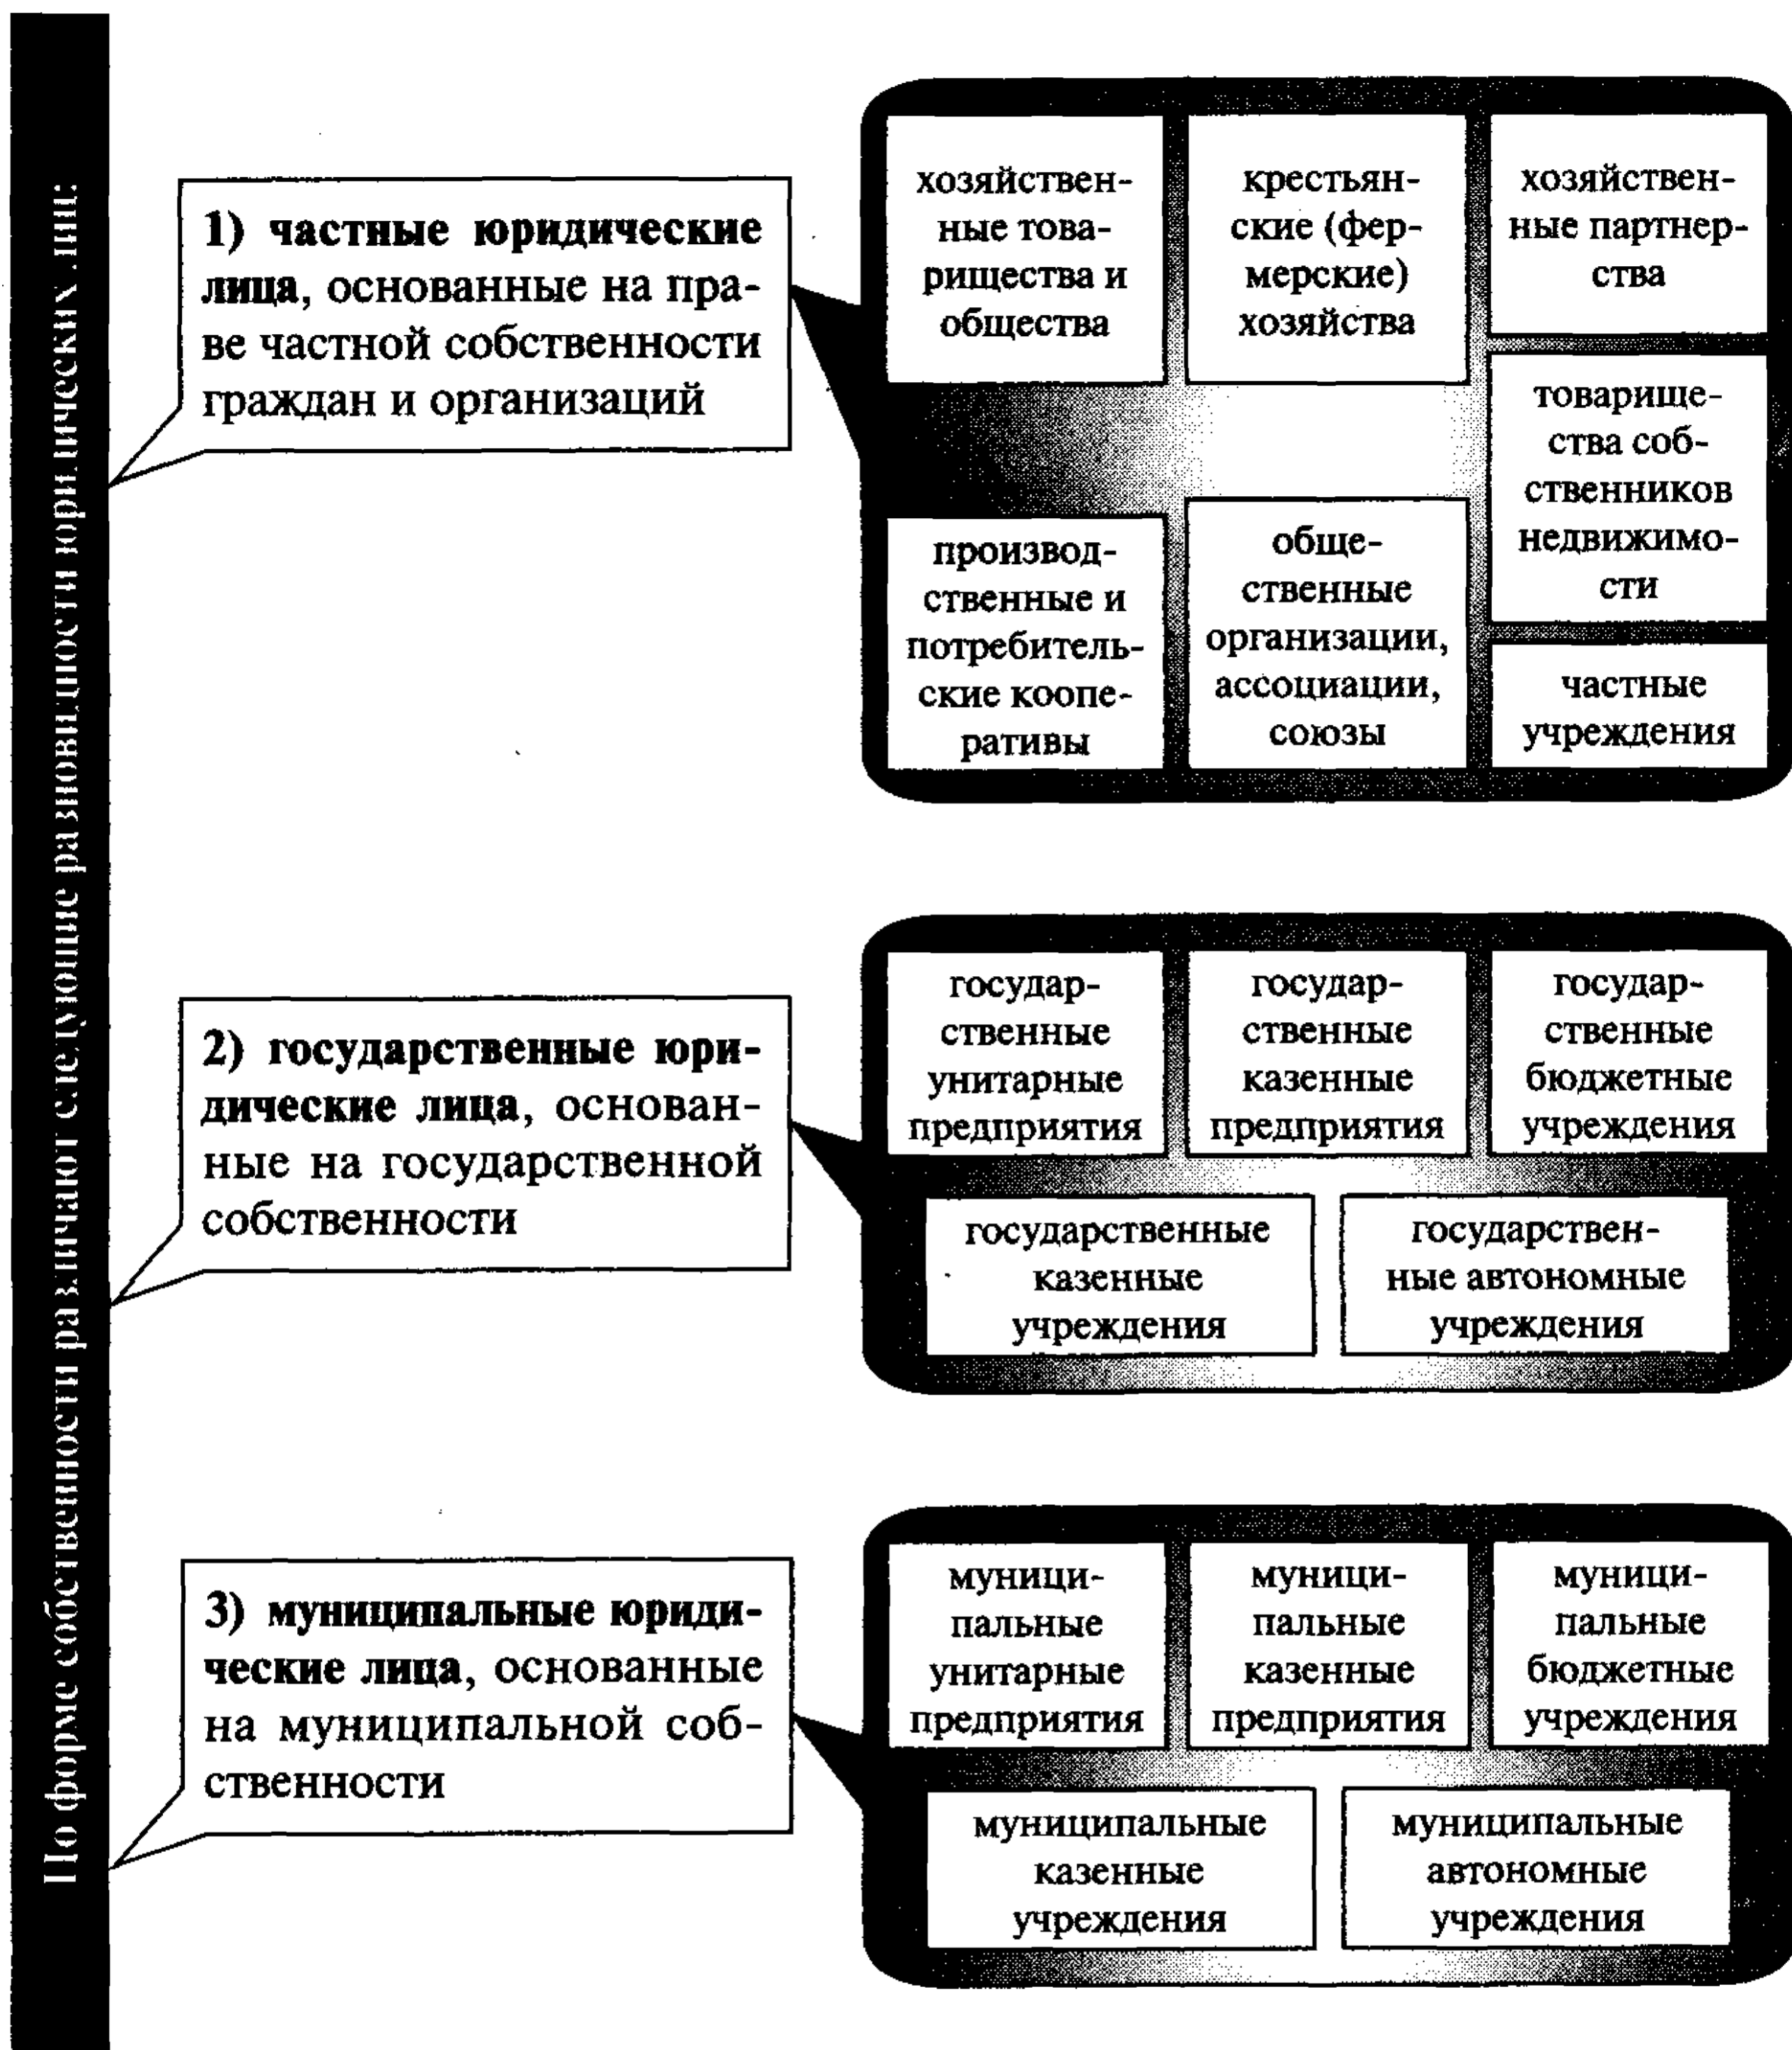 По форме собственности различают следующие разновидности юридических лиц:
1) частные юридические
лица, основанные на пра-
ве частной собственности
граждан и организаций
хозяйствен-
ные това-
рищества и
общества
крестьян-
ские (фер-
мерские)
хозяйства
хозяйствен-
ные партнер-
ства
товарище-
ства соб-
ственников
недвижимо-
сти
производ-
ственные и
потребитель-
ские коопе-
ративы
обще-
ственные
организации,
ассоциации,
союзы
частные
учреждения
2) государственные юри-
дические лица, основан-
ные на государственной
собственности
государ-
ственные
унитарные
предприятия
государ-
ственные
казенные
предприятия
государ-
ственные
бюджетные
учреждения
государственные
казенные
учреждения
государствен-
ные автономные
учреждения
3) муниципальные юриди-
ческие лица, основанные
на муниципальной соб-
ственности
муници-
пальные
унитарные
предприятия
муници-
пальные
казенные
предприятия
муници-
пальные
бюджетные
учреждения
муниципальные
казенные
учреждения
муниципальные
автономные
учреждения